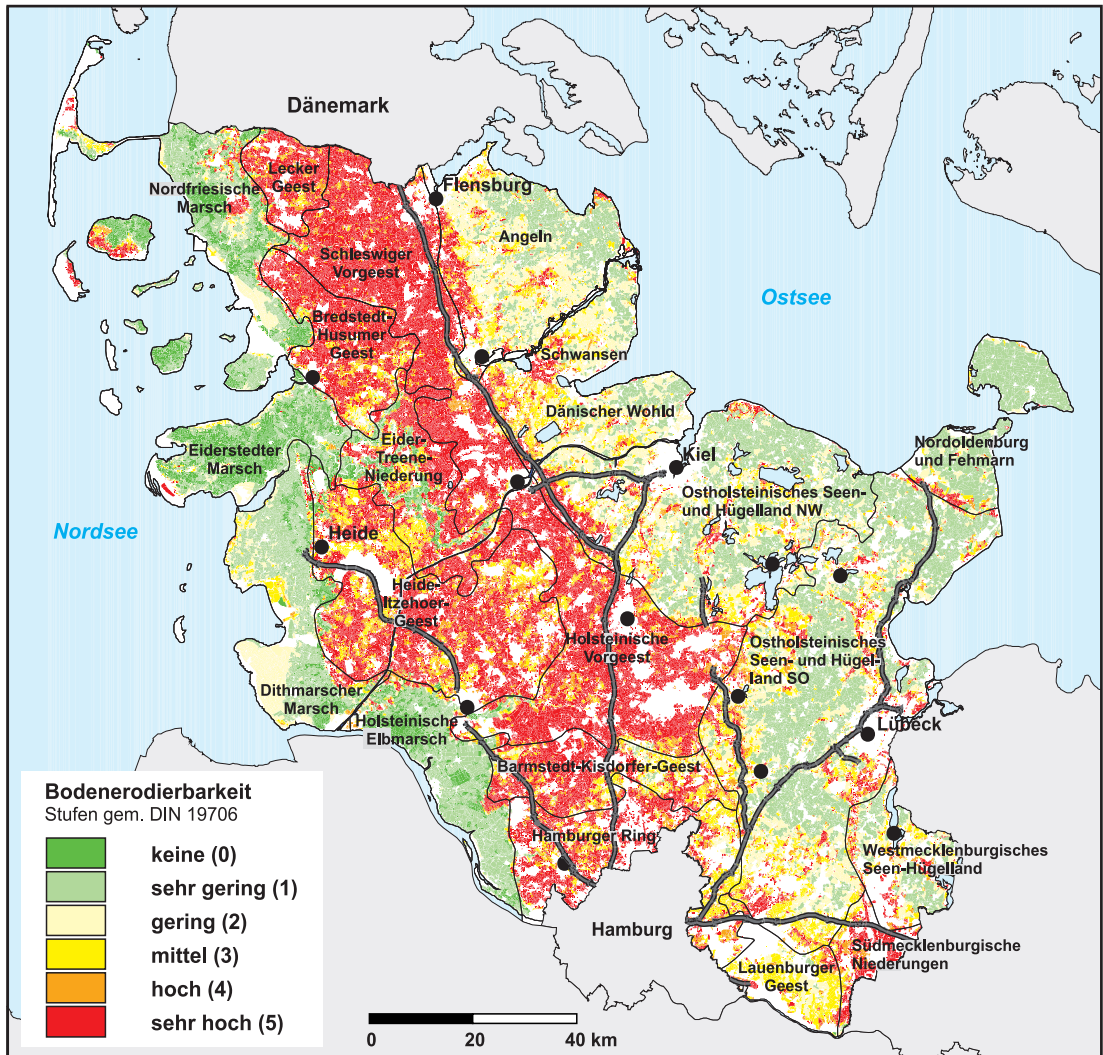 Dänemark
Lecker
Geest
Flensburg
Nordfriesische
Marsch
Angeln
Schleswiger
Vorgeest
Ostsee
Bredstedt-
Husumer
Geest
Schwansen
Dänischer Wohld
Eider-
Treene-
Niederung
Eiderstedter
Marsch
Kiel
Nordoldenburg
und Fehmarn
Ostholsteinisches Seen-
und Hügelland NW
Nordsee
Heide
Heide-
Itzehoer-
Geest
Holsteinische
Vorgeest
Ostholsteinisches
Seen- und Hügel-
land SO
Dithmarscher
Marsch
Holsteinische
Elbmarsch
Lübeck
Barmstedt-Kisdorfer-Geest
Hamburger Ring
Westmecklenburgisches
Seen-Hügelland
Hamburg
Südmecklenburgische
Niederungen
Lauenburger
Geest
Bodenerodierbarkeit
Stufen gem. DIN 19706
keine (0)
sehr gering (1)
gering (2)
mittel (3)
hoch (4)
sehr hoch (5)
0 20 40 km